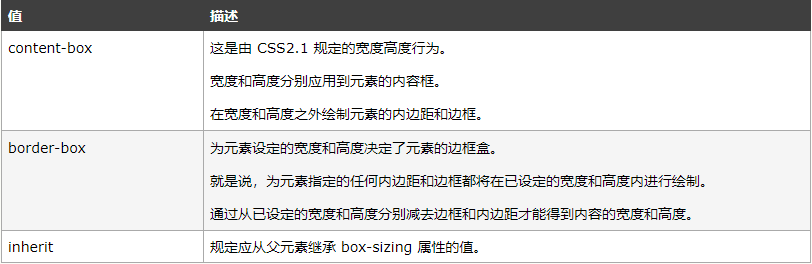 值 描述
content-box 这是由 CSS2.1 规定的宽度高度行为。
宽度和高度分别应用到元素的内容框。
在宽度和高度之外绘制元素的内边距和边框。
border-box 为元素设定的宽度和高度决定了元素的边框盒。
就是说，为元素指定的任何内边距和边框都将在已设定的宽度和高度内进行绘制。
通过从已设定的宽度和高度分别减去边框和内边距才能得到内容的宽度和高度。
inherit 规定应从父元素继承 box-sizing 属性的值。